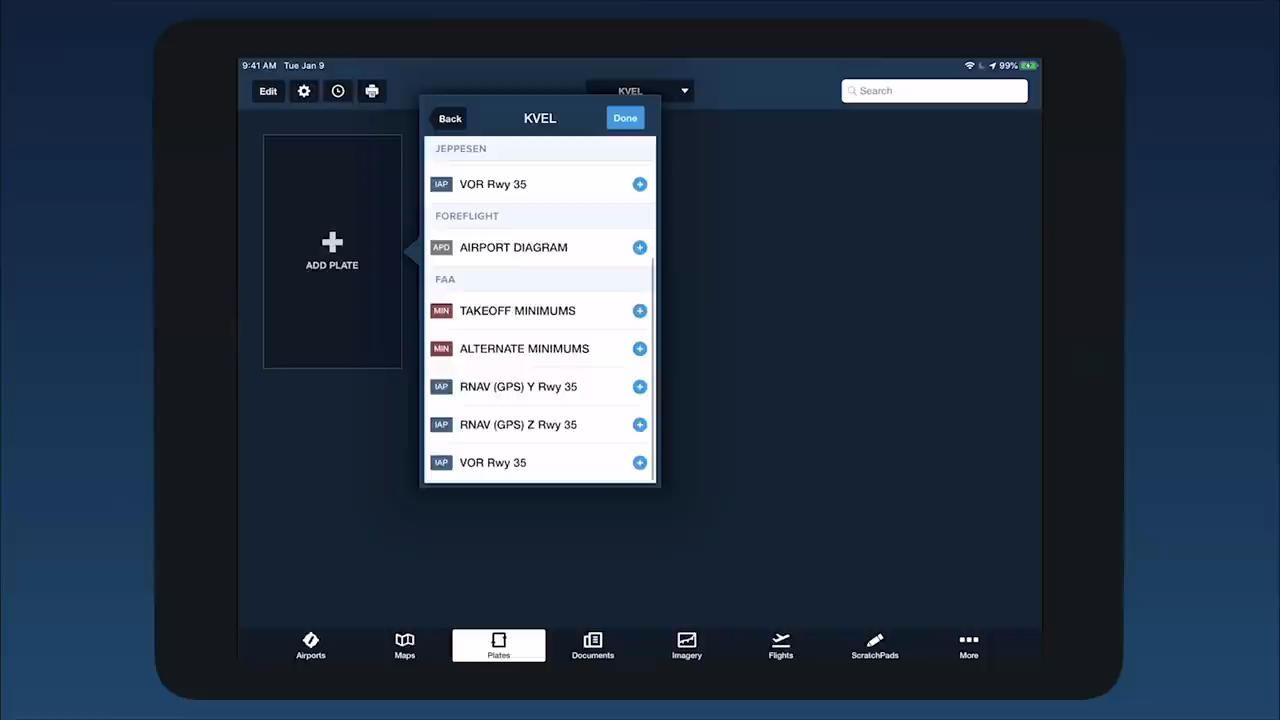 9:41 AM Tue Jan 9
99%
Edit
KVEL
Search
Back
KVEL
Done
ADD PLATE
JEPPESEN
IAP VOR Rwy 35
FOREFLIGHT
APD AIRPORT DIAGRAM
FAA
MIN TAKEOFF MINIMUMS
MIN ALTERNATE MINIMUMS
IAP RNAV (GPS) Y Rwy 35
IAP RNAV (GPS) Z Rwy 35
IAP VOR Rwy 35
Airports
Maps
Plates
Documents
Imagery
Flights
ScratchPads
More